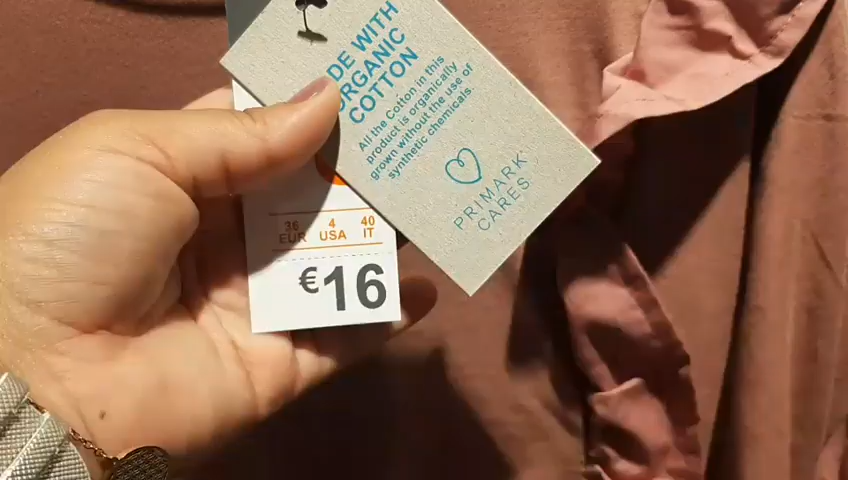 DE WITH
ORGANIC
COTTON
All the Cotton in this
product is organically
grown without the use of
synthetic chemicals.
PRIMARK
CARES
36 4 40
EUR USA IT
€16